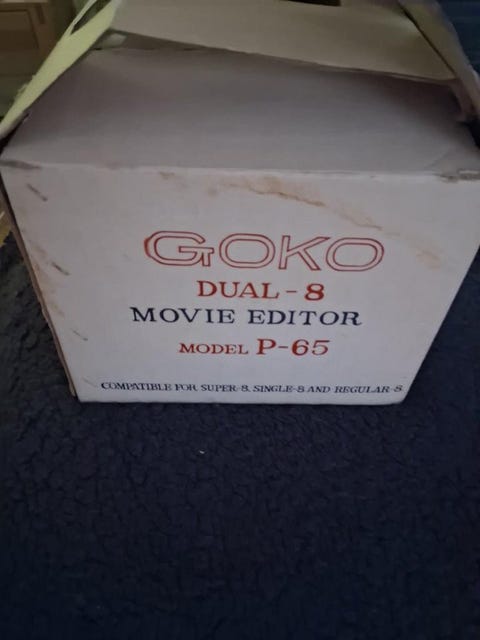 GOKO
DUAL-8
MOVIE EDITOR
MODEL P-65
COMPATIBLE FOR SUPER-8. SINGLE-8 AND REGULAR-8.